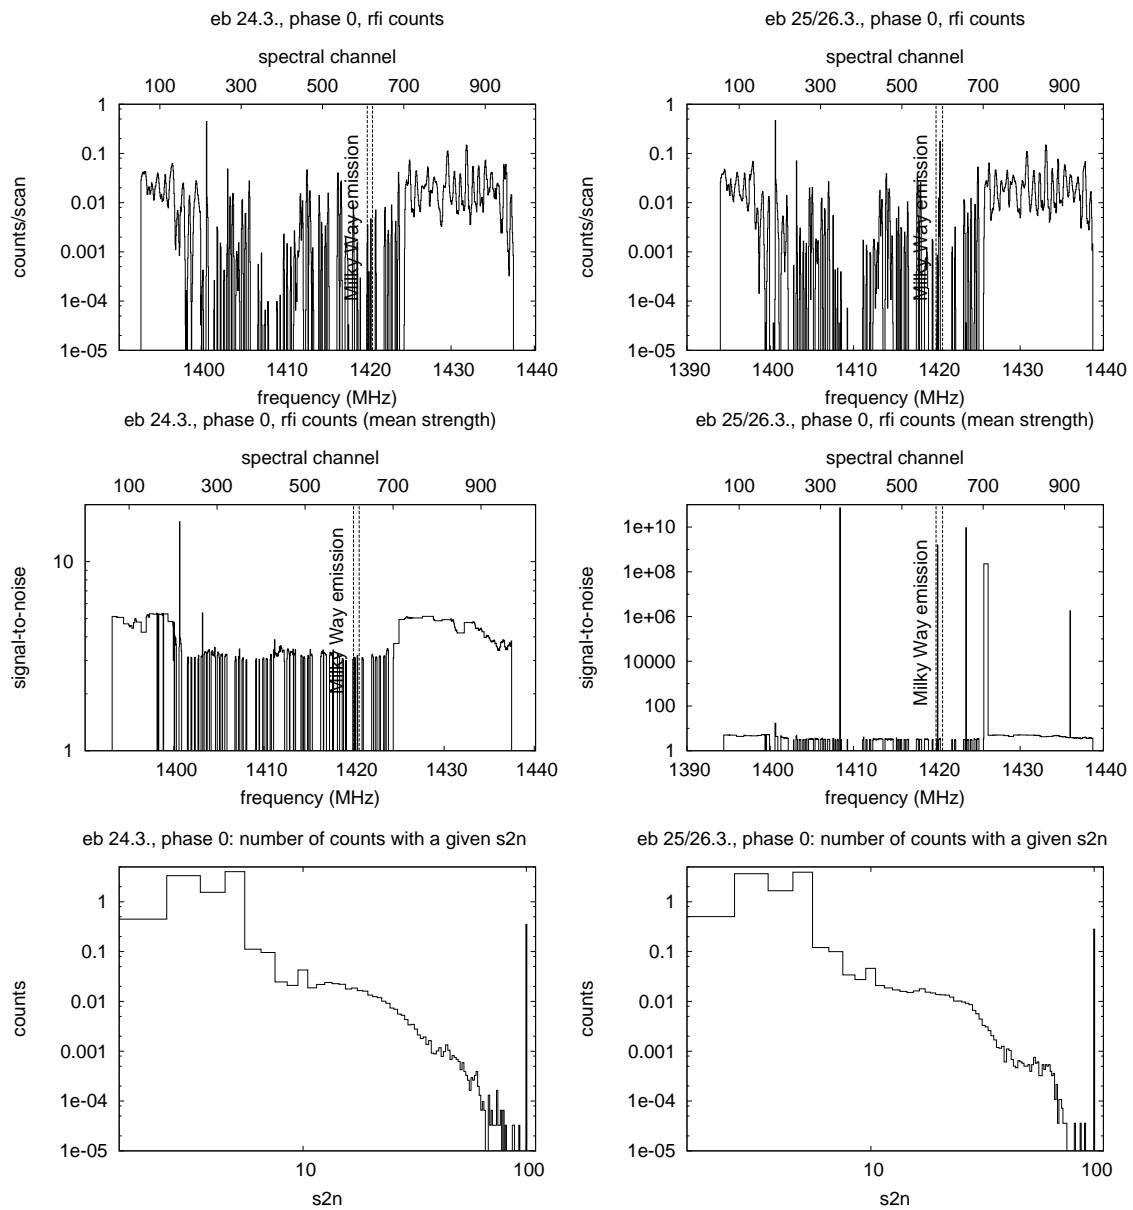 eb 24.3., phase 0, rfi counts
spectral channel
100 300 500 700 900
1
0.1
0.01
0.001
1e-04
1e-05
counts/scan
Milky Way emission
1400 1410 1420 1430 1440
frequency (MHz)
eb 25/26.3., phase 0, rfi counts
spectral channel
100 300 500 700 900
1
0.1
0.01
0.001
1e-04
1e-05
counts/scan
Milky Way emission
1390 1400 1410 1420 1430 1440
frequency (MHz)
eb 24.3., phase 0, rfi counts (mean strength)
spectral channel
100 300 500 700 900
10
1
signal-to-noise
Milky Way emission
1400 1410 1420 1430 1440
frequency (MHz)
eb 25/26.3., phase 0, rfi counts (mean strength)
spectral channel
100 300 500 700 900
1e+10
1e+08
1e+06
10000
100
1
signal-to-noise
Milky Way emission
1390 1400 1410 1420 1430 1440
frequency (MHz)
eb 24.3., phase 0: number of counts with a given s2n
1
0.1
0.01
0.001
1e-04
1e-05
counts
10 100
s2n
eb 25/26.3., phase 0: number of counts with a given s2n
1
0.1
0.01
0.001
1e-04
1e-05
counts
10 100
s2n